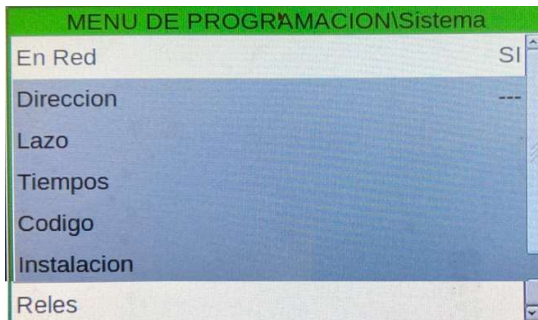 MENU DE PROGRAMACION\Sistema
En Red SI
Direccion ---
Lazo
Tiempos
Codigo
Instalacion
Reles